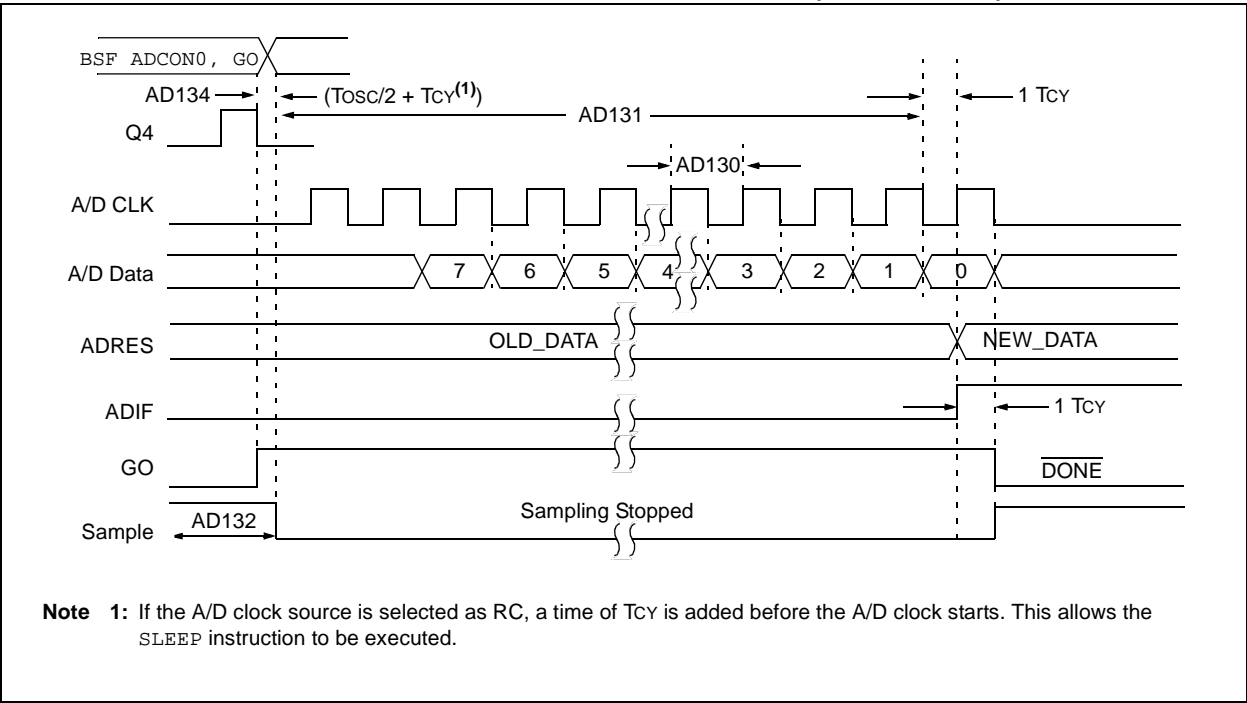 BSF ADCON0, GO
AD134
(TOSC/2 + TCY(1))
AD131
1 TCY
Q4
AD130
A/D CLK
A/D Data
7 6 5 4 3 2 1 0
ADRES
OLD_DATA
NEW_DATA
ADIF
1 TCY
GO
DONE
Sample
AD132
Sampling Stopped
Note 1: If the A/D clock source is selected as RC, a time of TCY is added before the A/D clock starts. This allows the
SLEEP instruction to be executed.